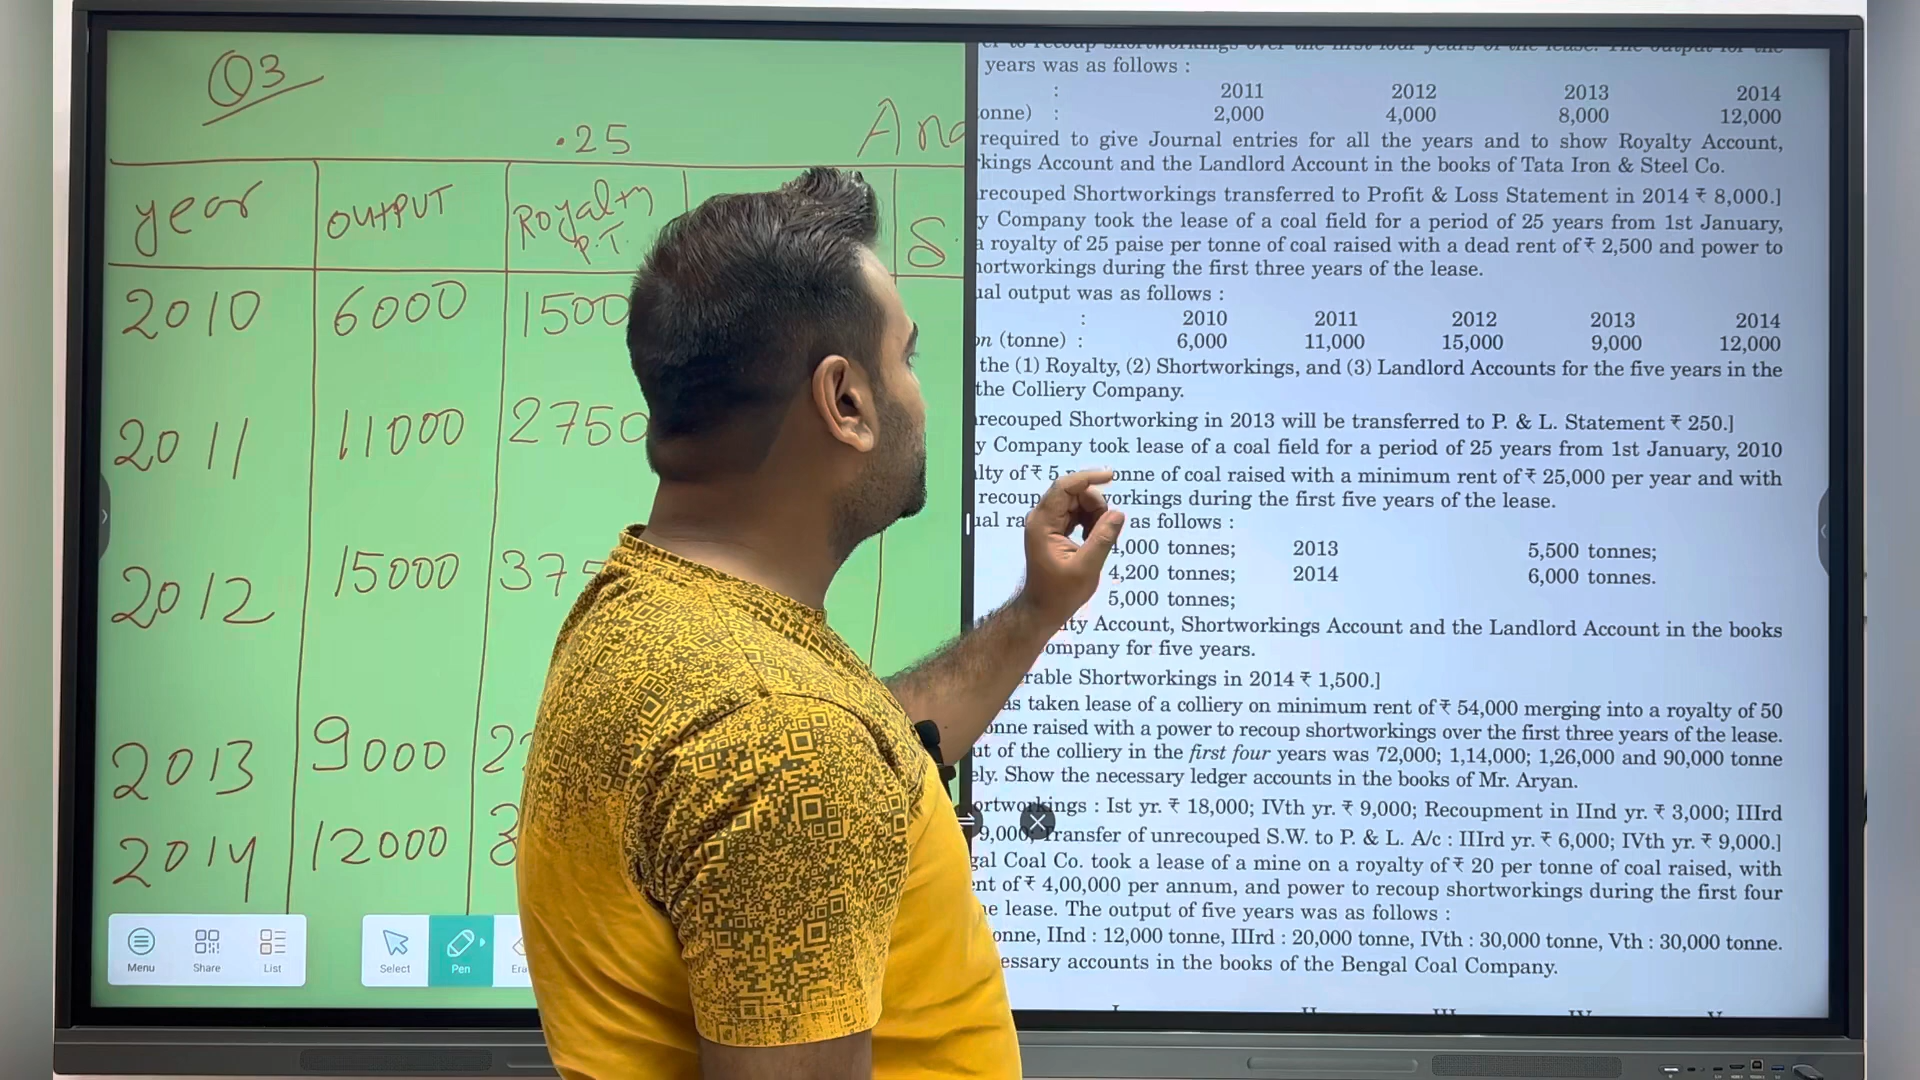 Q3
.25
year OUTPUT Royalty P.T. S.
2010 6000 1500
2011 11000 2750
2012 15000 375
2013 9000 2
2014 12000 3
Menu Share List Select Pen
years was as follows :
: 2011 2012 2013 2014
onne) : 2,000 4,000 8,000 12,000
required to give Journal entries for all the years and to show Royalty Account,
kings Account and the Landlord Account in the books of Tata Iron & Steel Co.
recouped Shortworkings transferred to Profit & Loss Statement in 2014 ₹ 8,000.]
y Company took the lease of a coal field for a period of 25 years from 1st January,
a royalty of 25 paise per tonne of coal raised with a dead rent of ₹ 2,500 and power to
hortworkings during the first three years of the lease.
ual output was as follows :
: 2010 2011 2012 2013 2014
on (tonne) : 6,000 11,000 15,000 9,000 12,000
the (1) Royalty, (2) Shortworkings, and (3) Landlord Accounts for the five years in the
the Colliery Company.
recouped Shortworking in 2013 will be transferred to P. & L. Statement ₹ 250.]
y Company took lease of a coal field for a period of 25 years from 1st January, 2010
lty of ₹ 5 onne of coal raised with a minimum rent of ₹ 25,000 per year and with
recoup workings during the first five years of the lease.
ual ra as follows :
4,000 tonnes; 2013 5,500 tonnes;
4,200 tonnes; 2014 6,000 tonnes.
5,000 tonnes;
ty Account, Shortworkings Account and the Landlord Account in the books
ompany for five years.
rable Shortworkings in 2014 ₹ 1,500.]
as taken lease of a colliery on minimum rent of ₹ 54,000 merging into a royalty of 50
onne raised with a power to recoup shortworkings over the first three years of the lease.
ut of the colliery in the first four years was 72,000; 1,14,000; 1,26,000 and 90,000 tonne
ely. Show the necessary ledger accounts in the books of Mr. Aryan.
ortworkings : Ist yr. ₹ 18,000; IVth yr. ₹ 9,000; Recoupment in IInd yr. ₹ 3,000; IIIrd
9,000; Transfer of unrecouped S.W. to P. & L. A/c : IIIrd yr. ₹ 6,000; IVth yr. ₹ 9,000.]
gal Coal Co. took a lease of a mine on a royalty of ₹ 20 per tonne of coal raised, with
ent of ₹ 4,00,000 per annum, and power to recoup shortworkings during the first four
he lease. The output of five years was as follows :
onne, IInd : 12,000 tonne, IIIrd : 20,000 tonne, IVth : 30,000 tonne, Vth : 30,000 tonne.
essary accounts in the books of the Bengal Coal Company.
I II III IV V